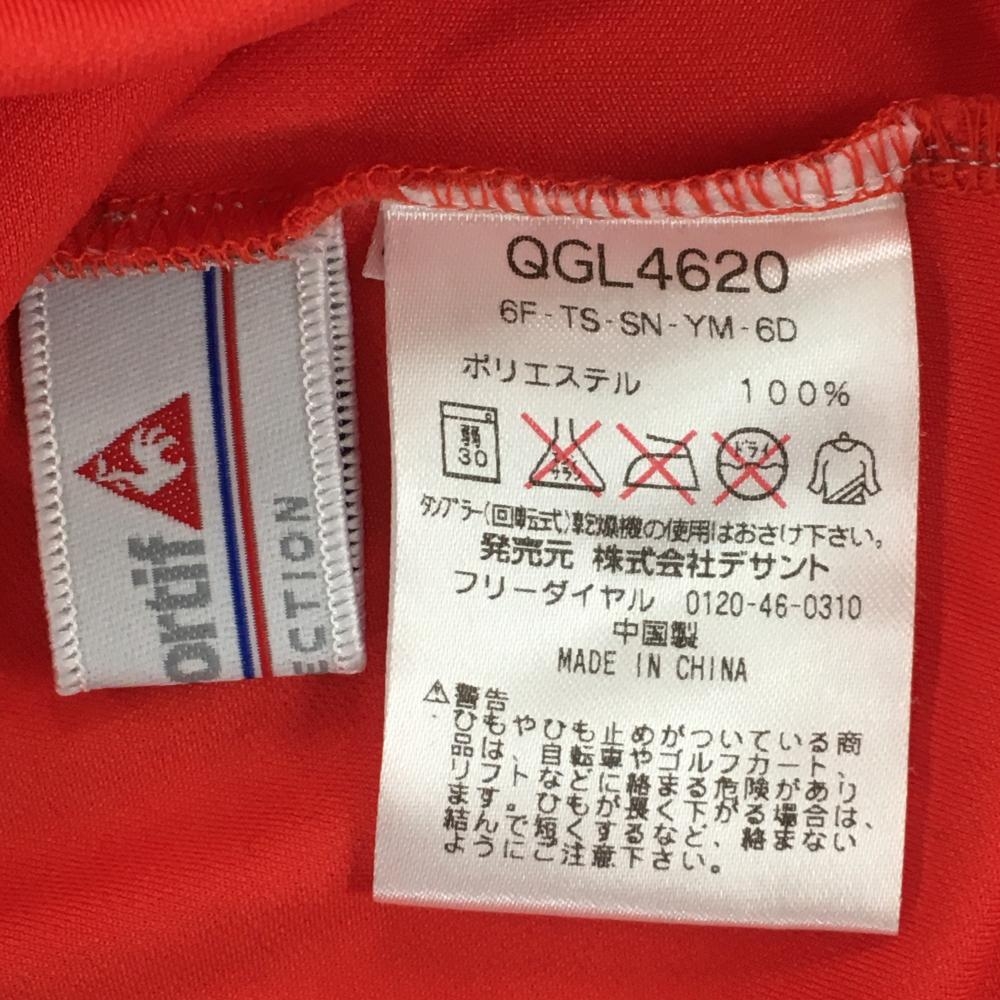 QGL4620
6F-TS-SN-YM-6D
ポリエステル 100%
弱
30
サラシ
ドライ
タンブラー(回転式)乾燥機の使用はおさけ下さい。
発売元 株式会社デサント
フリーダイヤル 0120-46-0310
中国製
MADE IN CHINA
⚠警告
ひもや、ひも止めがついている商
品は、自転車やゴルフカート、
リフトなどに絡まる危険があり
ます。ひもが長る下が場合は、
結んで短くするなど、絡まない
ようにご注意下さい。
ortif
ECTION